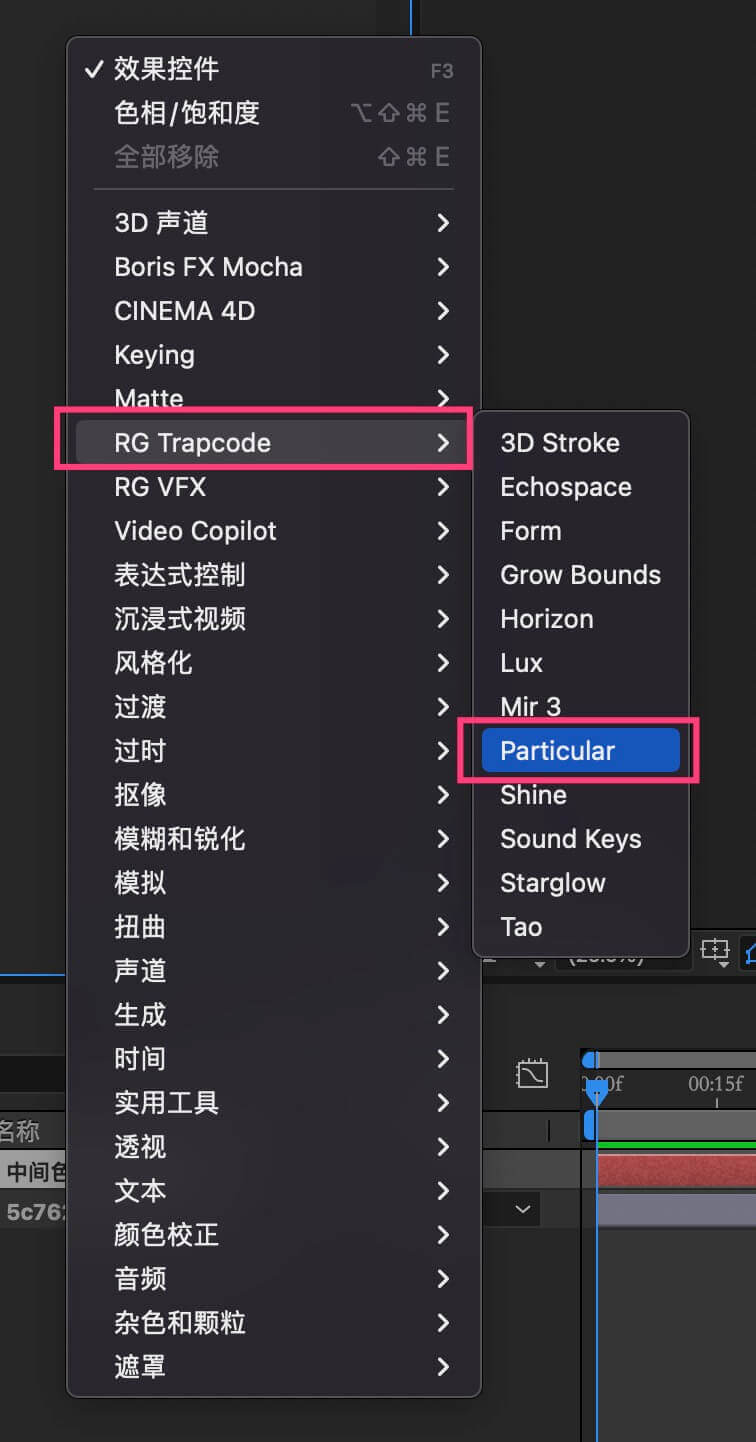 效果控件 F3
色相/饱和度 ⌥⇧⌘E
全部移除 ⇧⌘E
3D 声道
Boris FX Mocha
CINEMA 4D
Keying
Matte
RG Trapcode
RG VFX
Video Copilot
表达式控制
沉浸式视频
风格化
过渡
过时
抠像
模糊和锐化
模拟
扭曲
声道
生成
时间
实用工具
透视
文本
颜色校正
音频
杂色和颗粒
遮罩
3D Stroke
Echospace
Form
Grow Bounds
Horizon
Lux
Mir 3
Particular
Shine
Sound Keys
Starglow
Tao
00:15f
名称
中间色